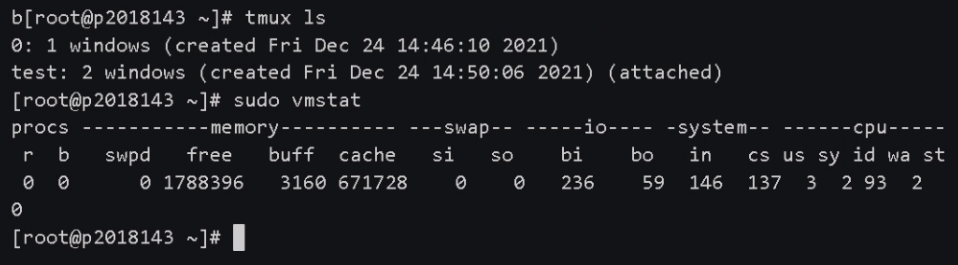 b[root@p2018143 ~]# tmux ls
0: 1 windows (created Fri Dec 24 14:46:10 2021)
test: 2 windows (created Fri Dec 24 14:50:06 2021) (attached)
[root@p2018143 ~]# sudo vmstat
procs -----------memory---------- ---swap-- -----io---- -system-- ------cpu-----
 r  b   swpd   free   buff  cache   si   so    bi    bo   in   cs us sy id wa st
 0  0      0 1788396   3160 671728    0    0   236    59  146  137  3  2 93  2
0
[root@p2018143 ~]#